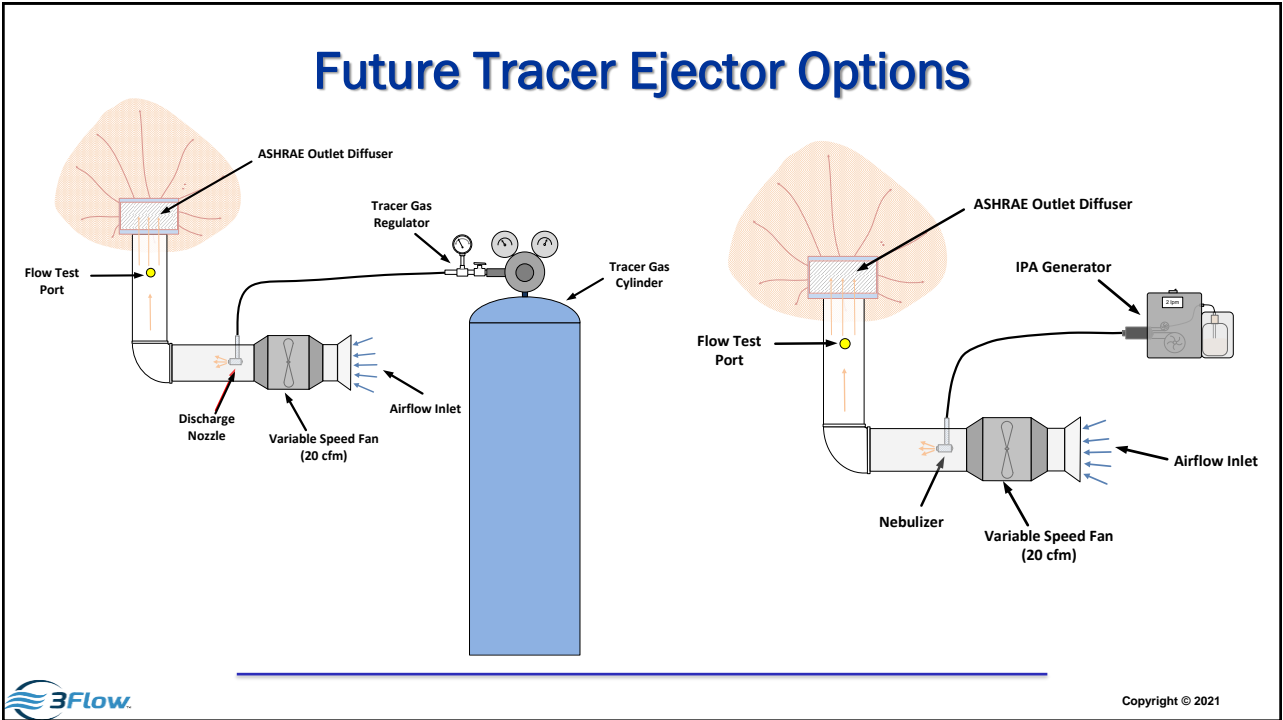 Future Tracer Ejector Options
ASHRAE Outlet Diffuser
Tracer Gas
Regulator
Tracer Gas
Cylinder
Flow Test
Port
Discharge
Nozzle
Variable Speed Fan
(20 cfm)
Airflow Inlet
ASHRAE Outlet Diffuser
IPA Generator
2 lpm
Flow Test
Port
Nebulizer
Variable Speed Fan
(20 cfm)
Airflow Inlet
3Flow
Copyright © 2021